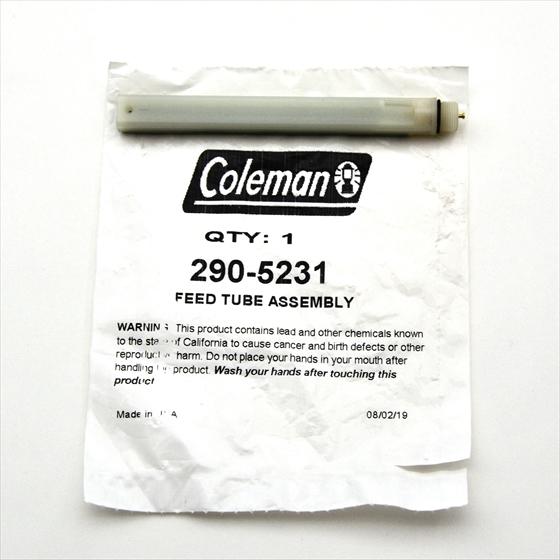 Coleman
QTY: 1
290-5231
FEED TUBE ASSEMBLY
WARNING This product contains lead and other chemicals known
to the state of California to cause cancer and birth defects or other
harm. Do not place your hands in your mouth after
handling product. Wash your hands after touching this
product
Made in
08/02/19